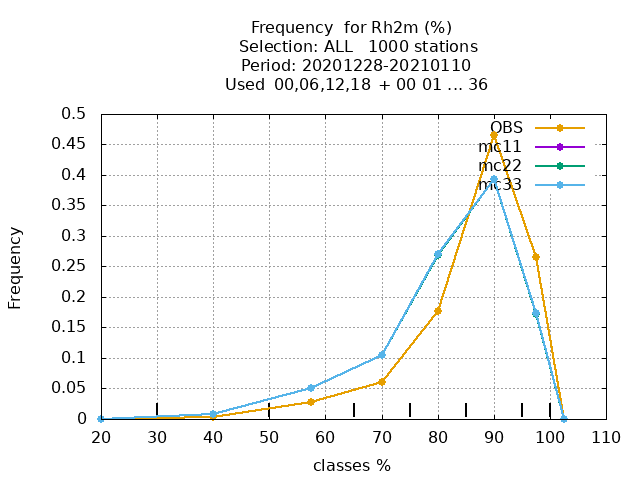 Frequency  for Rh2m (%)
Selection: ALL   1000 stations
Period: 20201228-20210110
Used  00,06,12,18  + 00 01 ... 36
0.5
0.45
0.4
0.35
0.3
0.25
0.2
0.15
0.1
0.05
0
Frequency
OBS
mc11
mc22
mc33
20 30 40 50 60 70 80 90 100 110
classes %